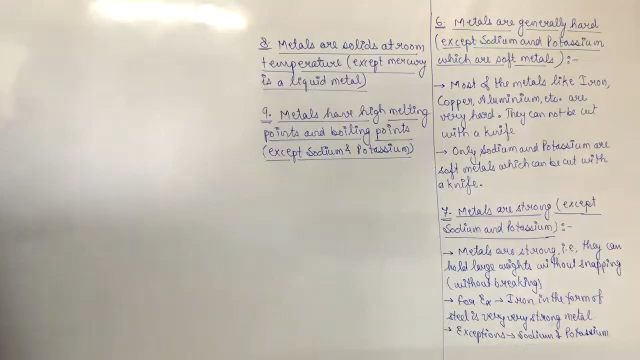 8. Metals are solids at room
temperature (except mercury
is a liquid metal)
9. Metals have high melting
points and boiling points
(except Sodium & Potassium)
6. Metals are generally hard
(except Sodium and Potassium
which are soft metals) :-
→ Most of the metals like Iron,
Copper, Aluminium, etc. are
very hard. They can not be cut
with a knife
→ Only Sodium and Potassium are
soft metals which can be cut with
a knife.
7. Metals are strong (except
Sodium and Potassium) :-
→ Metals are strong, i.e, they can
hold large weights without snapping
(without breaking)
→ For Ex → Iron in the form of
steel is very very strong metal
→ Exceptions → Sodium & Potassium